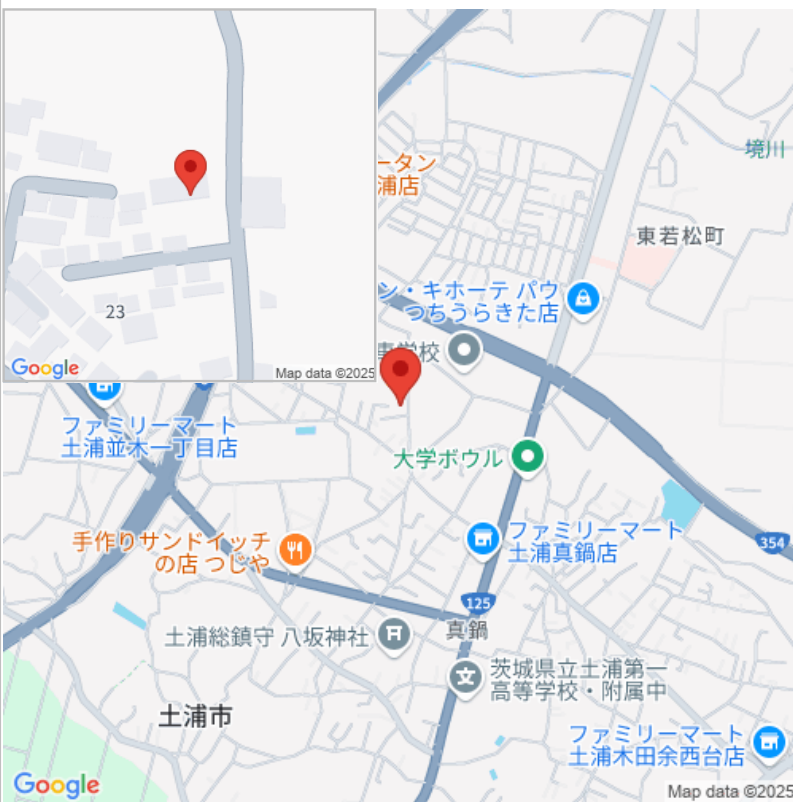 23
Google
Map data ©2025
ータン
浦店
境川
東若松町
ン・キホーテ パウ
つちうらきた店
学校
ファミリーマート
土浦並木一丁目店
大学ボウル
手作りサンドイッチ
の店 つじや
ファミリーマート
土浦真鍋店
354
125
真鍋
土浦総鎮守 八坂神社
茨城県立土浦第一
高等学校・附属中
土浦市
ファミリーマート
土浦木田余西台店
Google
Map data ©2025